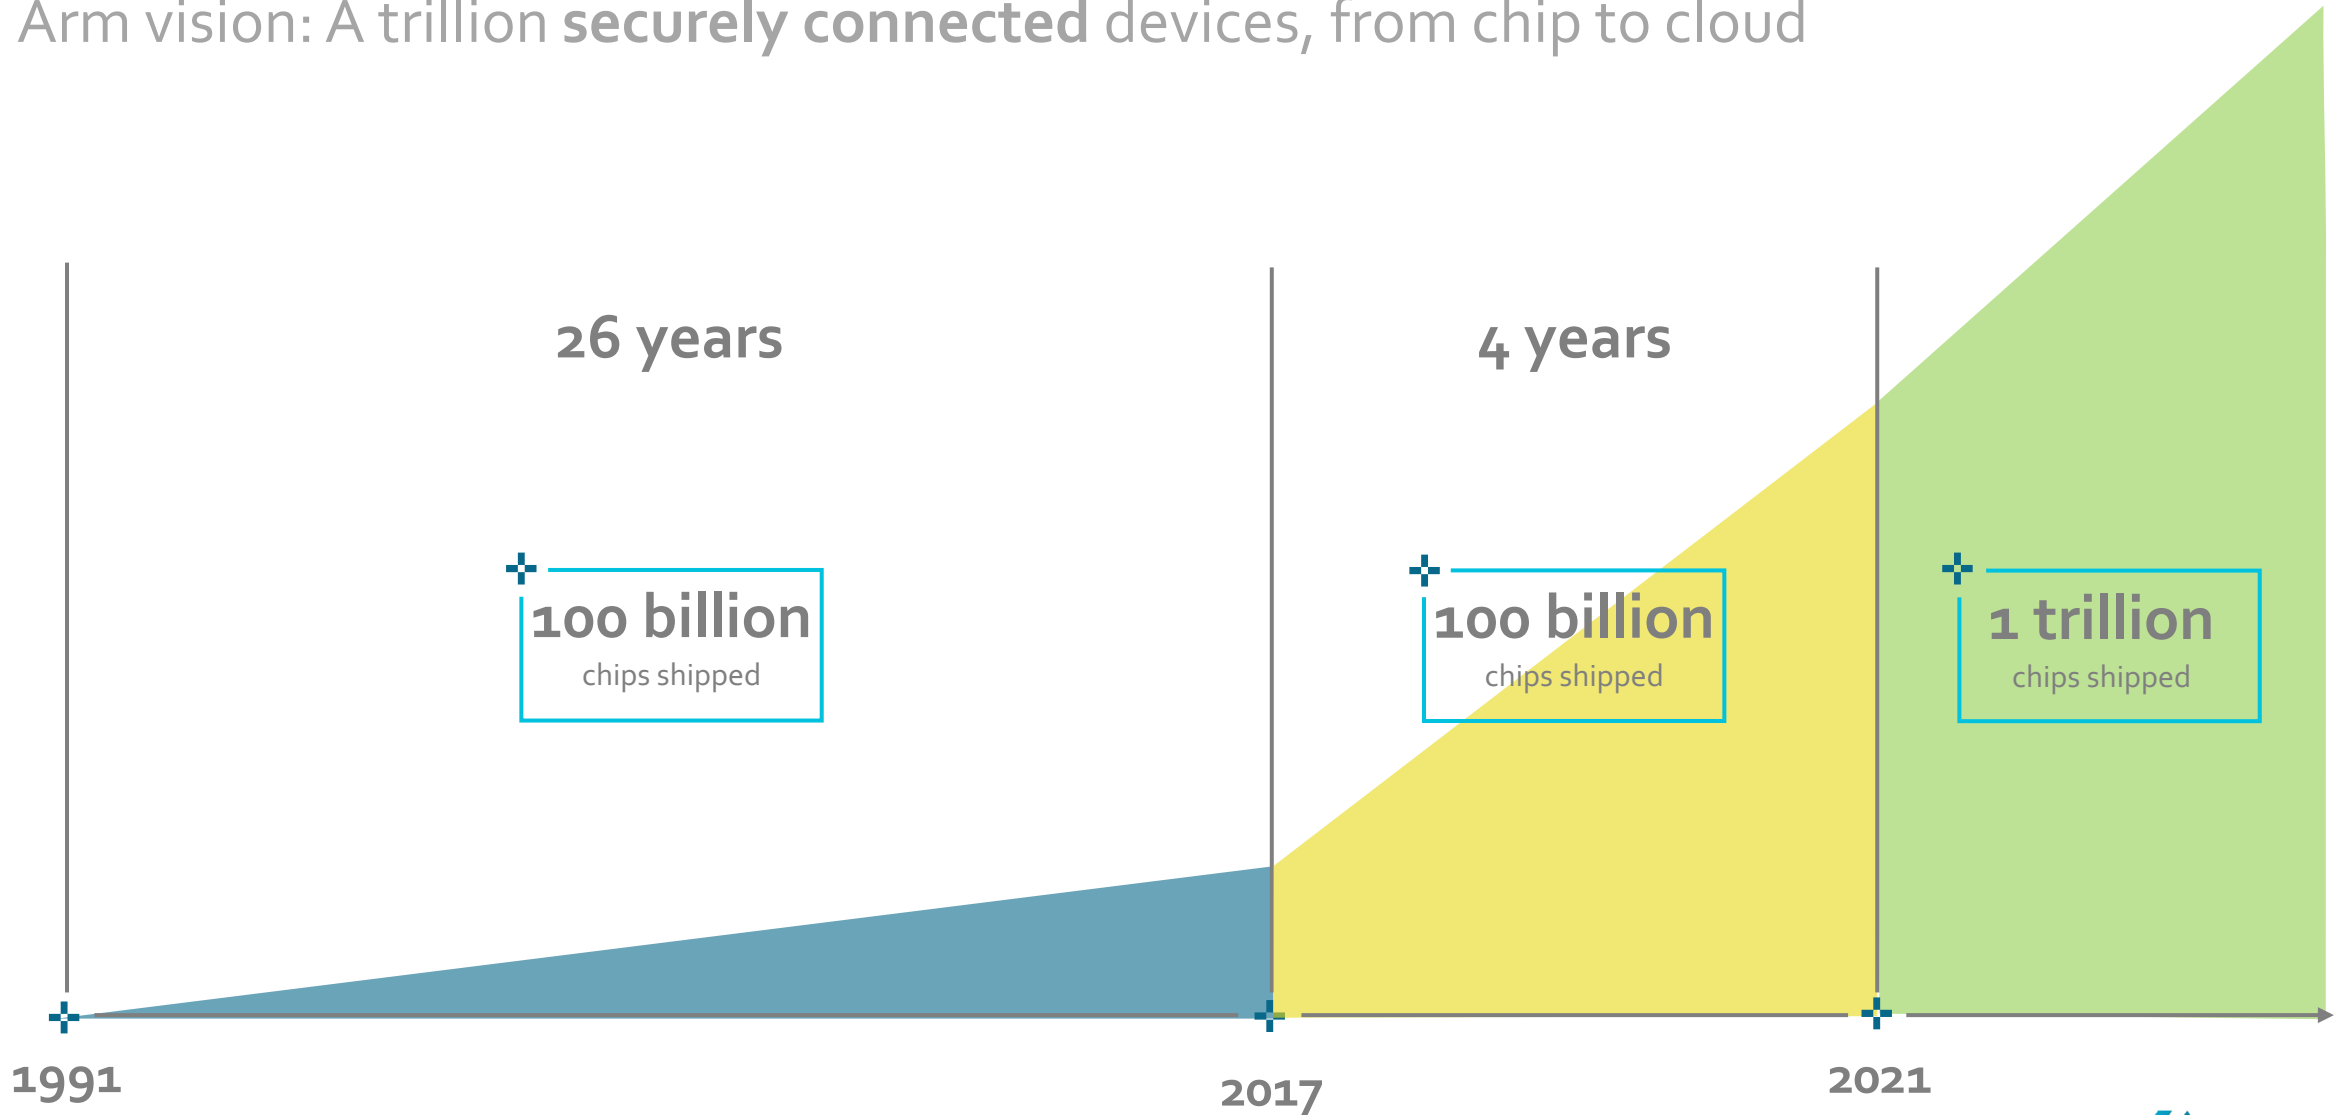 Arm vision: A trillion securely connected devices, from chip to cloud
26 years
4 years
100 billion
chips shipped
100 billion
chips shipped
1 trillion
chips shipped
1991
2017
2021